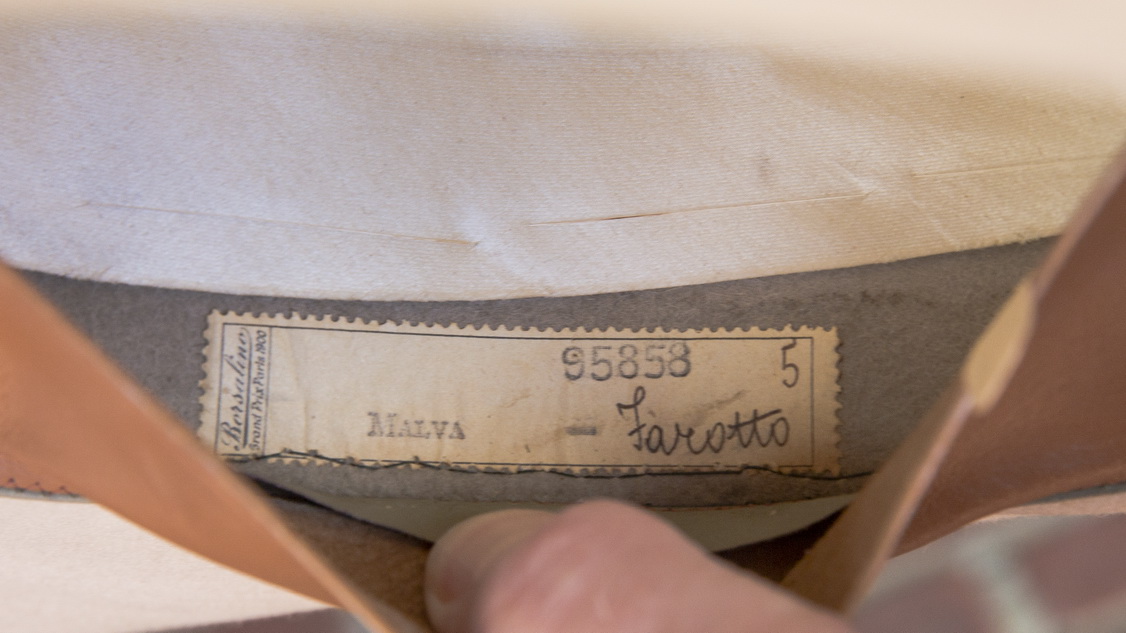 Borsalino
Grand Prix Paris 1900
95858 5
MALVA - Farotto